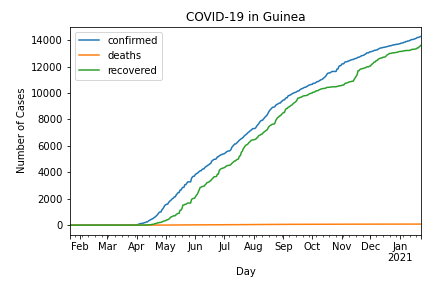 COVID-19 in Guinea
confirmed
deaths
recovered
Number of Cases
14000
12000
10000
8000
6000
4000
2000
0
Feb Mar Apr May Jun Jul Aug Sep Oct Nov Dec Jan
2021
Day